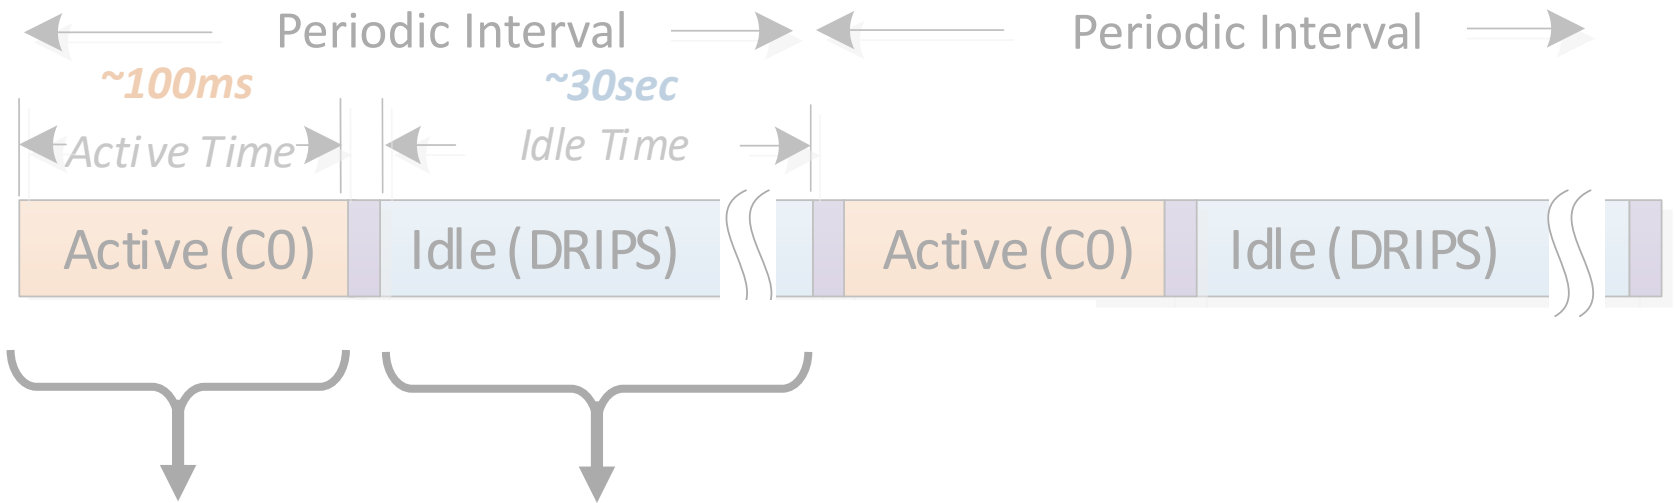 Periodic Interval
Periodic Interval
~100ms
~30sec
Active Time
Idle Time
Active (C0)
Idle (DRIPS)
Active (C0)
Idle (DRIPS)